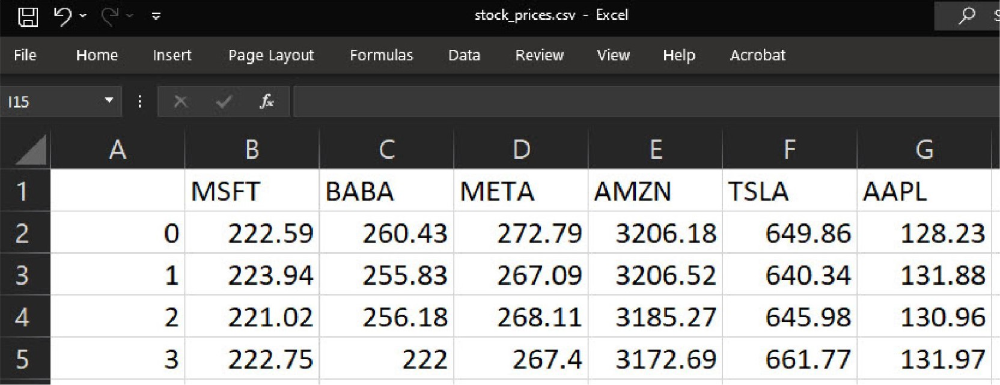 stock_prices.csv - Excel
File Home Insert Page Layout Formulas Data Review View Help Acrobat
I15 fx
A B C D E F G
1 MSFT BABA META AMZN TSLA AAPL
2 0 222.59 260.43 272.79 3206.18 649.86 128.23
3 1 223.94 255.83 267.09 3206.52 640.34 131.88
4 2 221.02 256.18 268.11 3185.27 645.98 130.96
5 3 222.75 222 267.4 3172.69 661.77 131.97